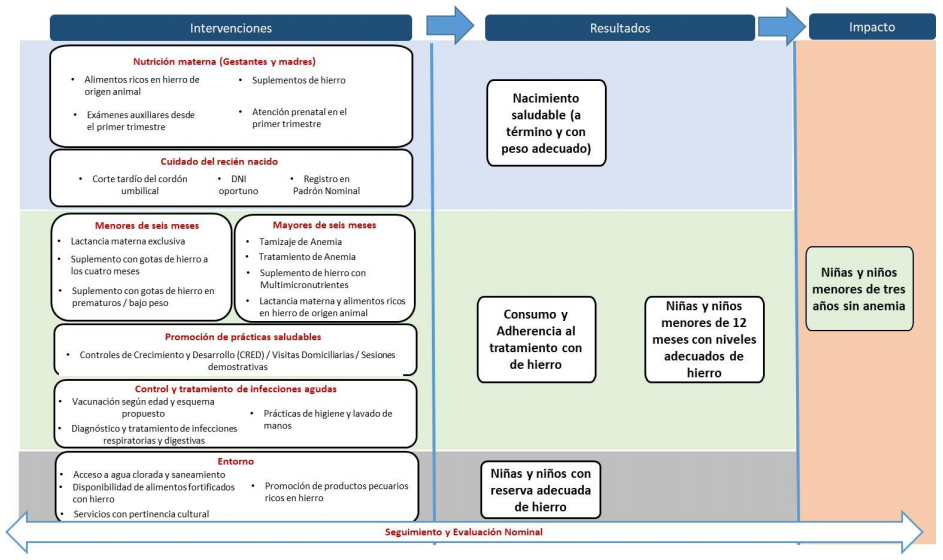 Intervenciones
Resultados
Impacto
Nutrición materna (Gestantes y madres)
• Alimentos ricos en hierro de
origen animal
• Suplementos de hierro
• Exámenes auxiliares desde
el primer trimestre
• Atención prenatal en el
primer trimestre
Cuidado del recién nacido
• Corte tardío del cordón
umbilical
• DNI
oportuno
• Registro en
Padrón Nominal
Nacimiento
saludable (a
término y con
peso adecuado)
Menores de seis meses
• Lactancia materna exclusiva
• Suplemento con gotas de hierro a
los cuatro meses
• Suplemento con gotas de hierro en
prematuros / bajo peso
Mayores de seis meses
• Tamizaje de Anemia
• Tratamiento de Anemia
• Suplemento de hierro con
Multimicronutrientes
• Lactancia materna y alimentos ricos
en hierro de origen animal
Promoción de prácticas saludables
• Controles de Crecimiento y Desarrollo (CRED) / Visitas Domiciliarias / Sesiones
demostrativas
Control y tratamiento de infecciones agudas
• Vacunación según edad y esquema
propuesto
• Diagnóstico y tratamiento de infecciones
respiratorias y digestivas
• Prácticas de higiene y lavado de
manos
Consumo y
Adherencia al
tratamiento con
de hierro
Niñas y niños
menores de 12
meses con niveles
adecuados de
hierro
Niñas y niños
menores de tres
años sin anemia
Entorno
• Acceso a agua clorada y saneamiento
• Disponibilidad de alimentos fortificados
con hierro
• Servicios con pertinencia cultural
• Promoción de productos pecuarios
ricos en hierro
Niñas y niños con
reserva adecuada
de hierro
Seguimiento y Evaluación Nominal